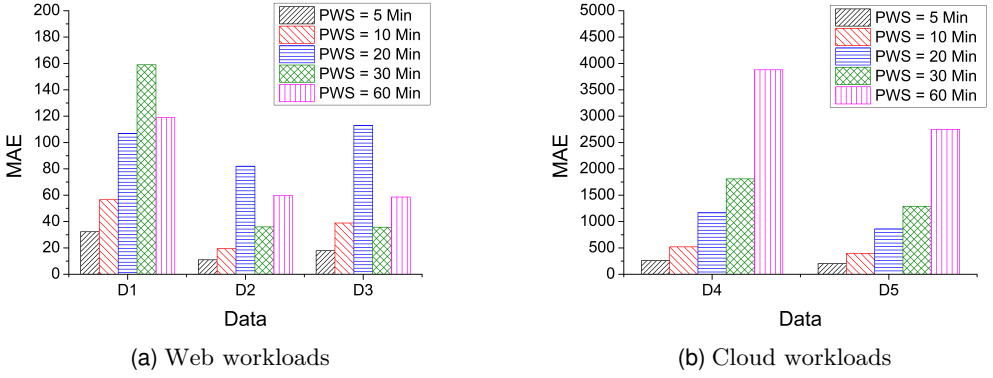 200
180
160
140
120
100
80
60
40
20
0
MAE
D1
D2
D3
Data
PWS = 5 Min
PWS = 10 Min
PWS = 20 Min
PWS = 30 Min
PWS = 60 Min
(a) Web workloads
5000
4500
4000
3500
3000
2500
2000
1500
1000
500
0
MAE
D4
D5
Data
PWS = 5 Min
PWS = 10 Min
PWS = 20 Min
PWS = 30 Min
PWS = 60 Min
(b) Cloud workloads